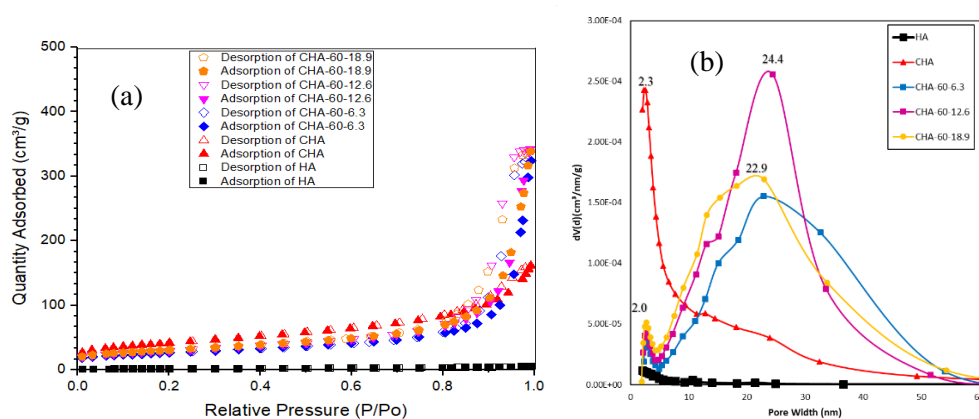 (a)
500
400
300
200
100
0
Quantity Adsorbed (cm³/g)
Desorption of CHA-60-18.9
Adsorption of CHA-60-18.9
Desorption of CHA-60-12.6
Adsorption of CHA-60-12.6
Desorption of CHA-60-6.3
Adsorption of CHA-60-6.3
Desorption of CHA
Adsorption of CHA
Desorption of HA
Adsorption of HA
0.0 0.2 0.4 0.6 0.8 1.0
Relative Pressure (P/Po)
(b)
3.00E-04
2.50E-04
2.00E-04
1.50E-04
1.00E-04
5.00E-05
0.00E+00
dV(d)(cm³/nm/g)
2.3
24.4
22.9
2.0
HA
CHA
CHA-60-6.3
CHA-60-12.6
CHA-60-18.9
0 10 20 30 40 50
Pore Width (nm)